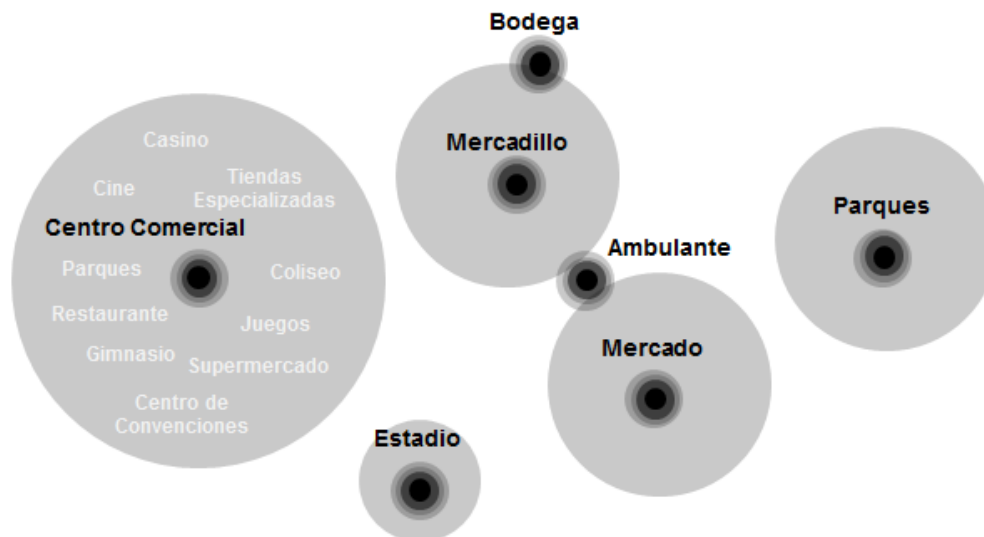 Bodega
Casino
Mercadillo
Cine
Tiendas
Especializadas
Parques
Centro Comercial
Ambulante
Parques
Coliseo
Restaurante
Juegos
Mercado
Gimnasio
Supermercado
Centro de
Convenciones
Estadio